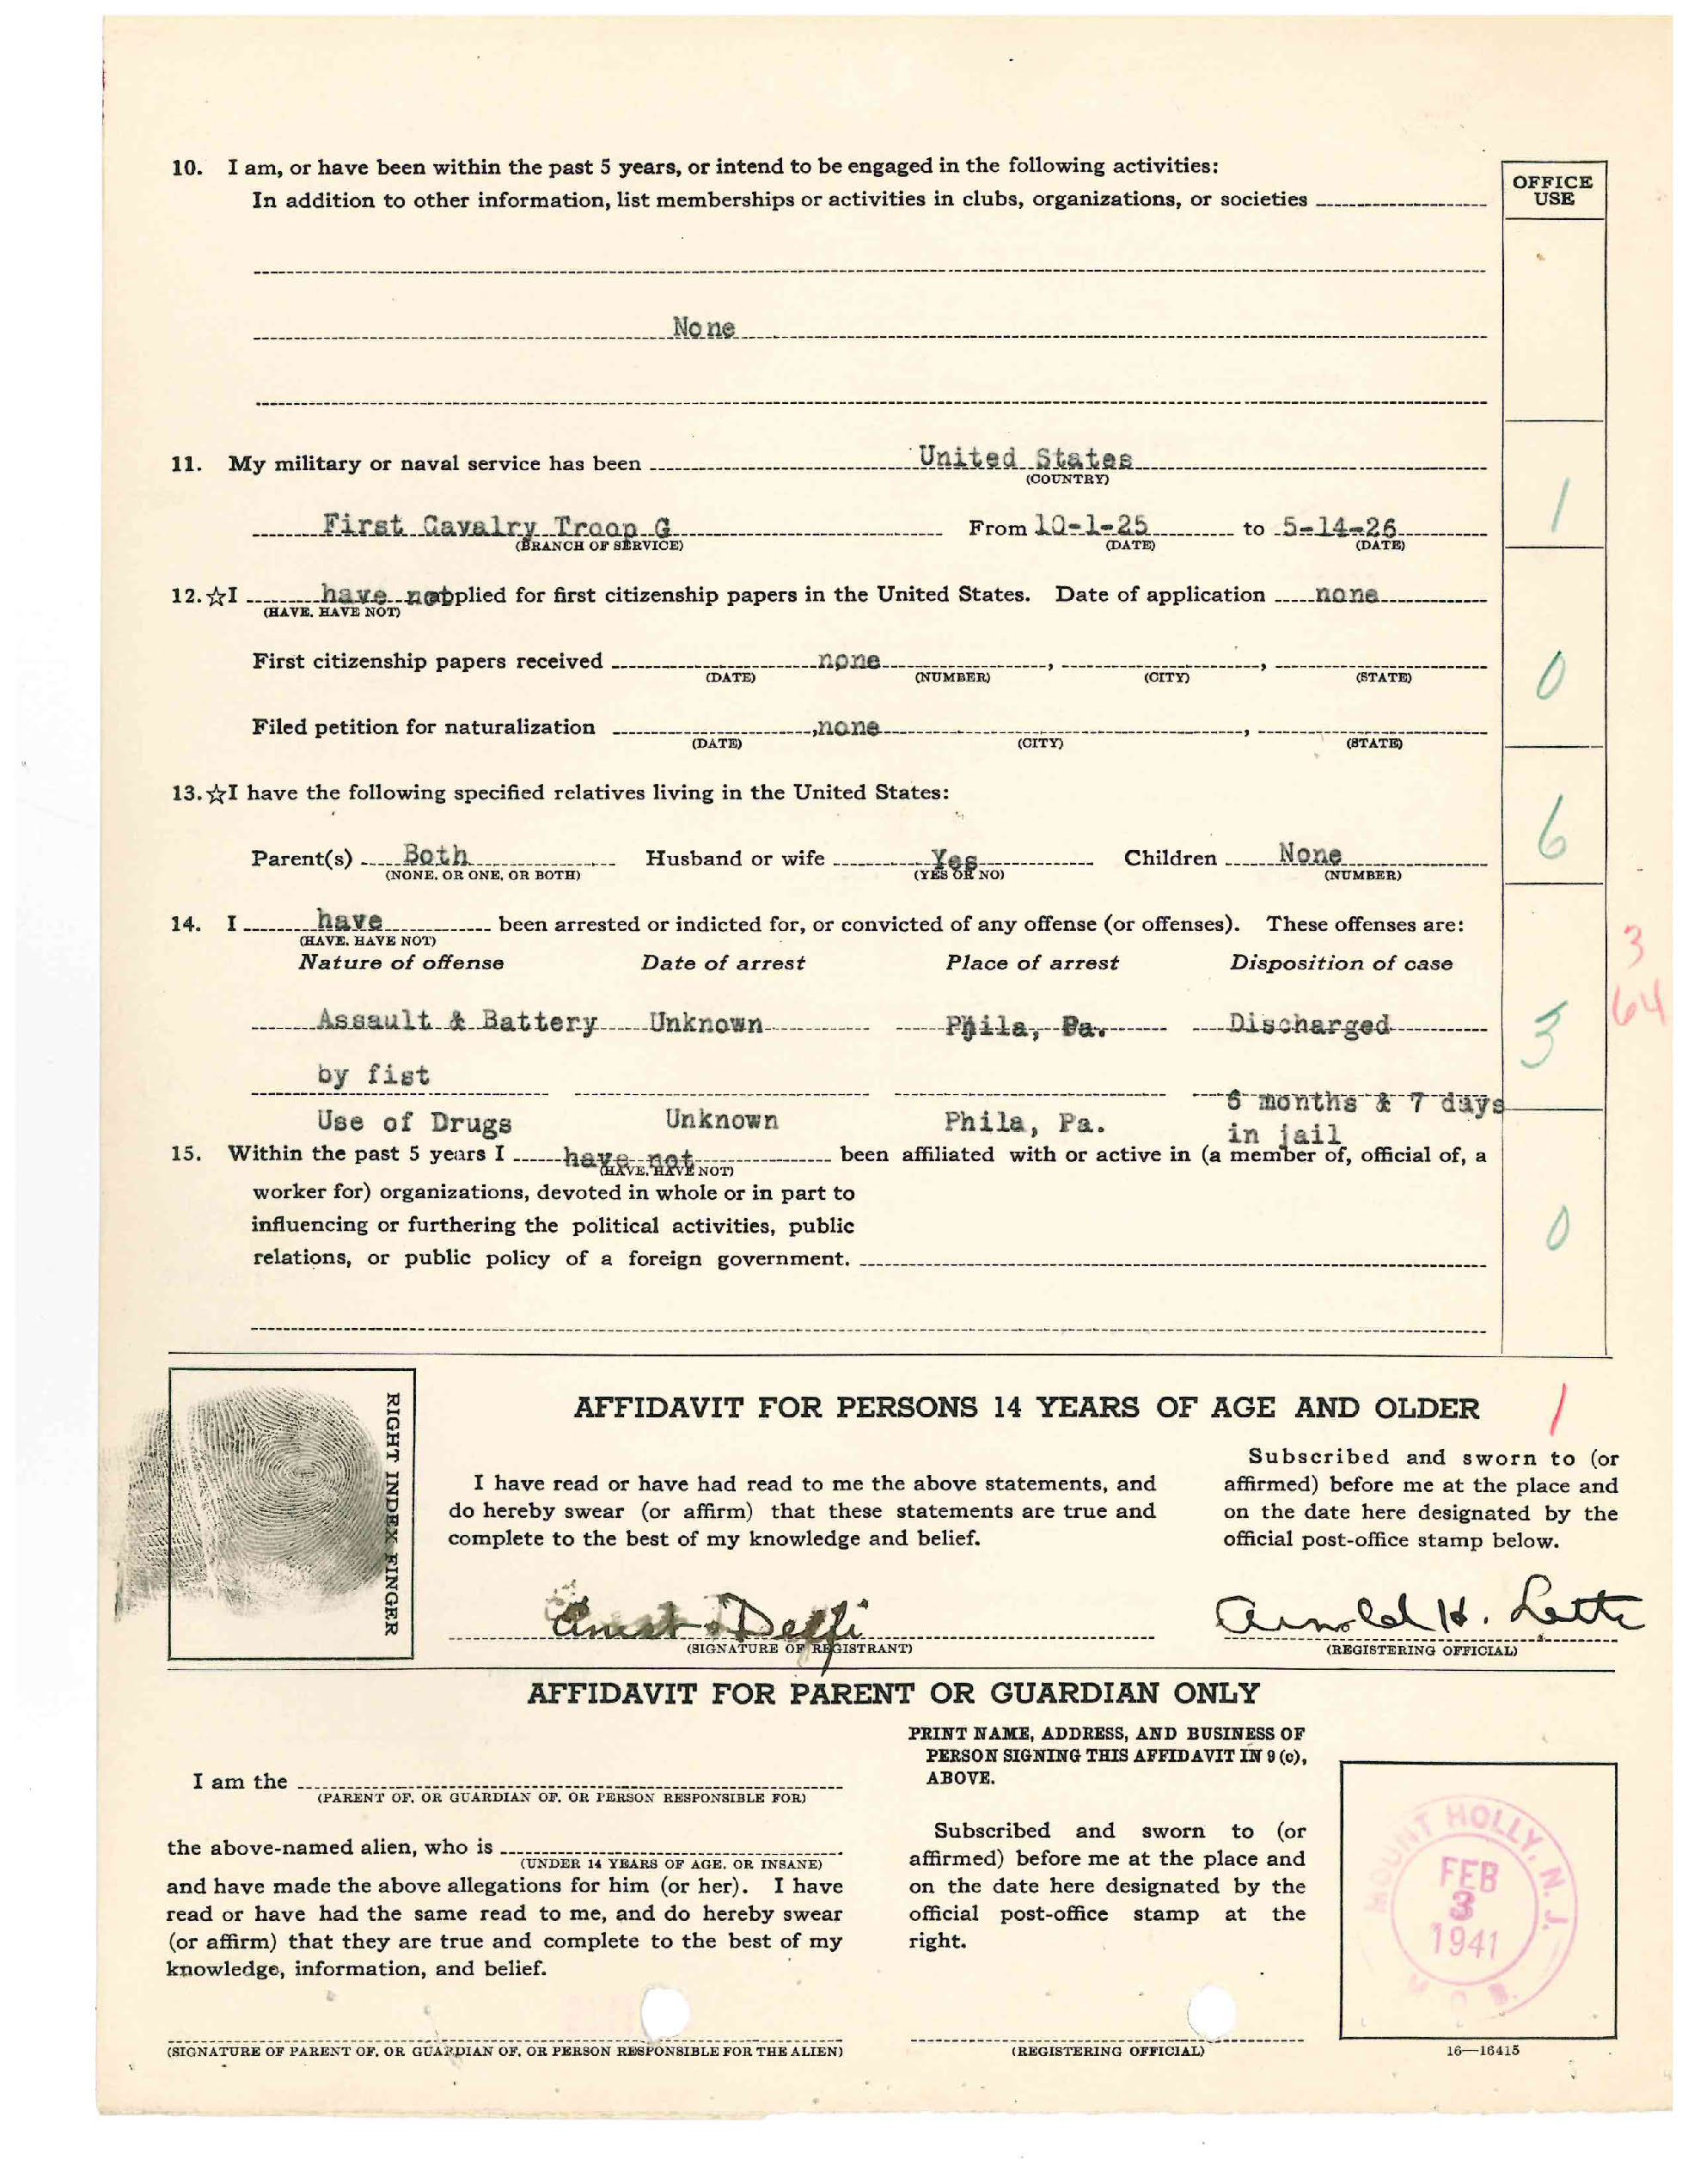 10. I am, or have been within the past 5 years, or intend to be engaged in the following activities:
In addition to other information, list memberships or activities in clubs, organizations, or societies
OFFICE USE
None
11. My military or naval service has been United States
(COUNTRY)
First Cavalry Troop G From 10-1-25 to 5-14-26
(BRANCH OF SERVICE) (DATE) (DATE)
1
12. ☆I have not applied for first citizenship papers in the United States. Date of application none
(HAVE, HAVE NOT)
First citizenship papers received none
(DATE) (NUMBER) (CITY) (STATE)
0
Filed petition for naturalization none
(DATE) (CITY) (STATE)
13. ☆I have the following specified relatives living in the United States:
6
Parent(s) Both Husband or wife Yes Children None
(NONE, OR ONE, OR BOTH) (YES OR NO) (NUMBER)
14. I have been arrested or indicted for, or convicted of any offense (or offenses). These offenses are:
(HAVE, HAVE NOT)
3
Nature of offense Date of arrest Place of arrest Disposition of case
64
Assault & Battery Unknown Phila, Pa. Discharged
3
by fist
6 months & 7 days
Use of Drugs Unknown Phila, Pa.
in jail
15. Within the past 5 years I have not been affiliated with or active in (a member of, official of, a
(HAVE, HAVE NOT)
worker for) organizations, devoted in whole or in part to
influencing or furthering the political activities, public
relations, or public policy of a foreign government.
0
RIGHT INDEX FINGER
AFFIDAVIT FOR PERSONS 14 YEARS OF AGE AND OLDER
1
I have read or have had read to me the above statements, and
do hereby swear (or affirm) that these statements are true and
complete to the best of my knowledge and belief.
Subscribed and sworn to (or
affirmed) before me at the place and
on the date here designated by the
official post-office stamp below.
Ernest Delfi
(SIGNATURE OF REGISTRANT)
Arnold H.
(REGISTERING OFFICIAL)
AFFIDAVIT FOR PARENT OR GUARDIAN ONLY
I am the
(PARENT OF, OR GUARDIAN OF, OR PERSON RESPONSIBLE FOR)
the above-named alien, who is
(UNDER 14 YEARS OF AGE, OR INSANE)
and have made the above allegations for him (or her). I have
read or have had the same read to me, and do hereby swear
(or affirm) that they are true and complete to the best of my
knowledge, information, and belief.
(SIGNATURE OF PARENT OF, OR GUARDIAN OF, OR PERSON RESPONSIBLE FOR THE ALIEN)
PRINT NAME, ADDRESS, AND BUSINESS OF
PERSON SIGNING THIS AFFIDAVIT IN 9 (c),
ABOVE.
Subscribed and sworn to (or
affirmed) before me at the place and
on the date here designated by the
official post-office stamp at the
right.
(REGISTERING OFFICIAL)
MOUNT HOLLY, N. J.
FEB
3
1941
16—16415